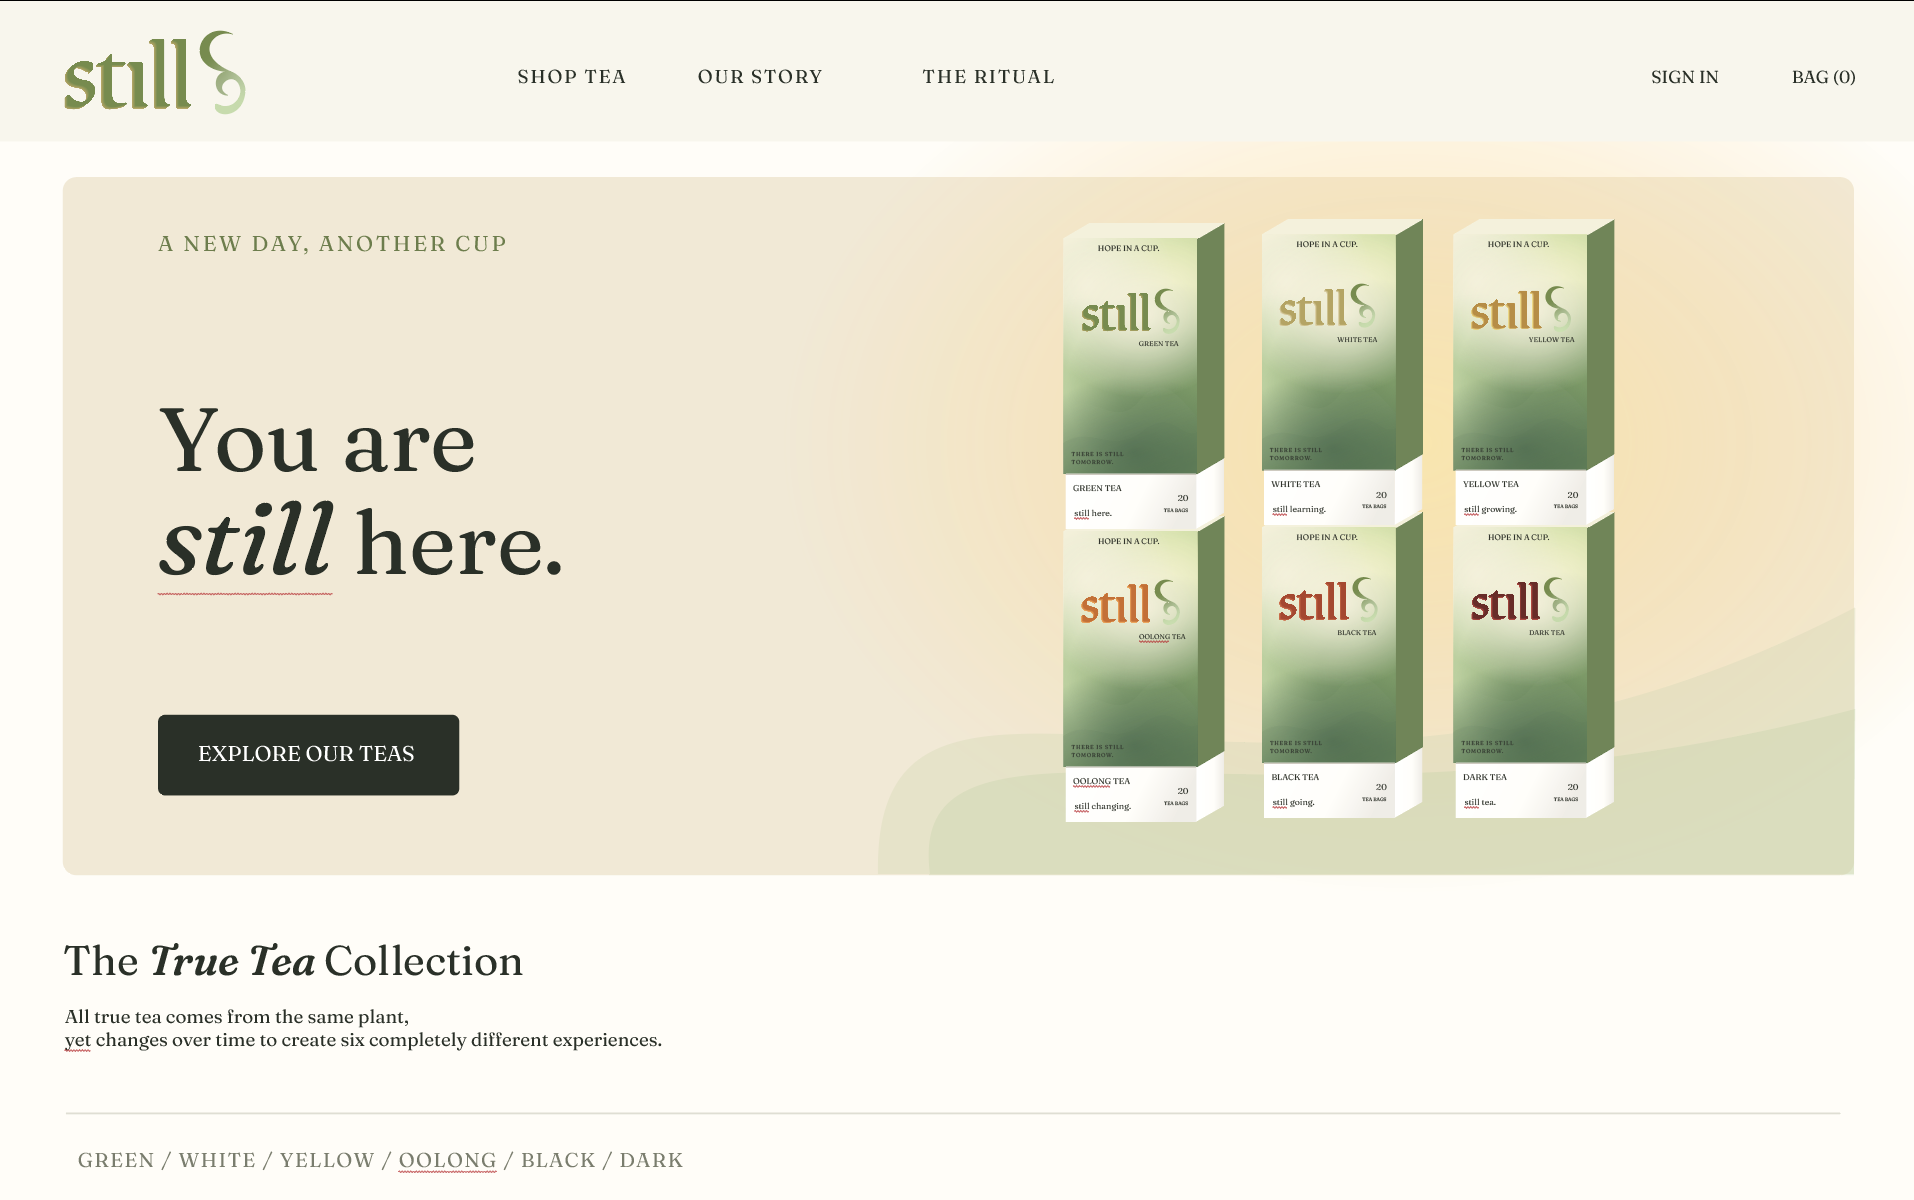 still
SHOP TEA
OUR STORY
THE RITUAL
SIGN IN
BAG (0)
A NEW DAY, ANOTHER CUP
You are
still here.
EXPLORE OUR TEAS
HOPE IN A CUP.
still
GREEN TEA
THERE IS STILL
TOMORROW.
GREEN TEA
20
TEA BAGS
still here.
HOPE IN A CUP.
still
WHITE TEA
THERE IS STILL
TOMORROW.
WHITE TEA
20
TEA BAGS
still learning.
HOPE IN A CUP.
still
YELLOW TEA
THERE IS STILL
TOMORROW.
YELLOW TEA
20
TEA BAGS
still growing.
HOPE IN A CUP.
still
OOLONG TEA
THERE IS STILL
TOMORROW.
OOLONG TEA
20
TEA BAGS
still changing.
HOPE IN A CUP.
still
BLACK TEA
THERE IS STILL
TOMORROW.
BLACK TEA
20
TEA BAGS
still going.
HOPE IN A CUP.
still
DARK TEA
THERE IS STILL
TOMORROW.
DARK TEA
20
TEA BAGS
still tea.
The True Tea Collection
All true tea comes from the same plant,
yet changes over time to create six completely different experiences.
GREEN / WHITE / YELLOW / OOLONG / BLACK / DARK